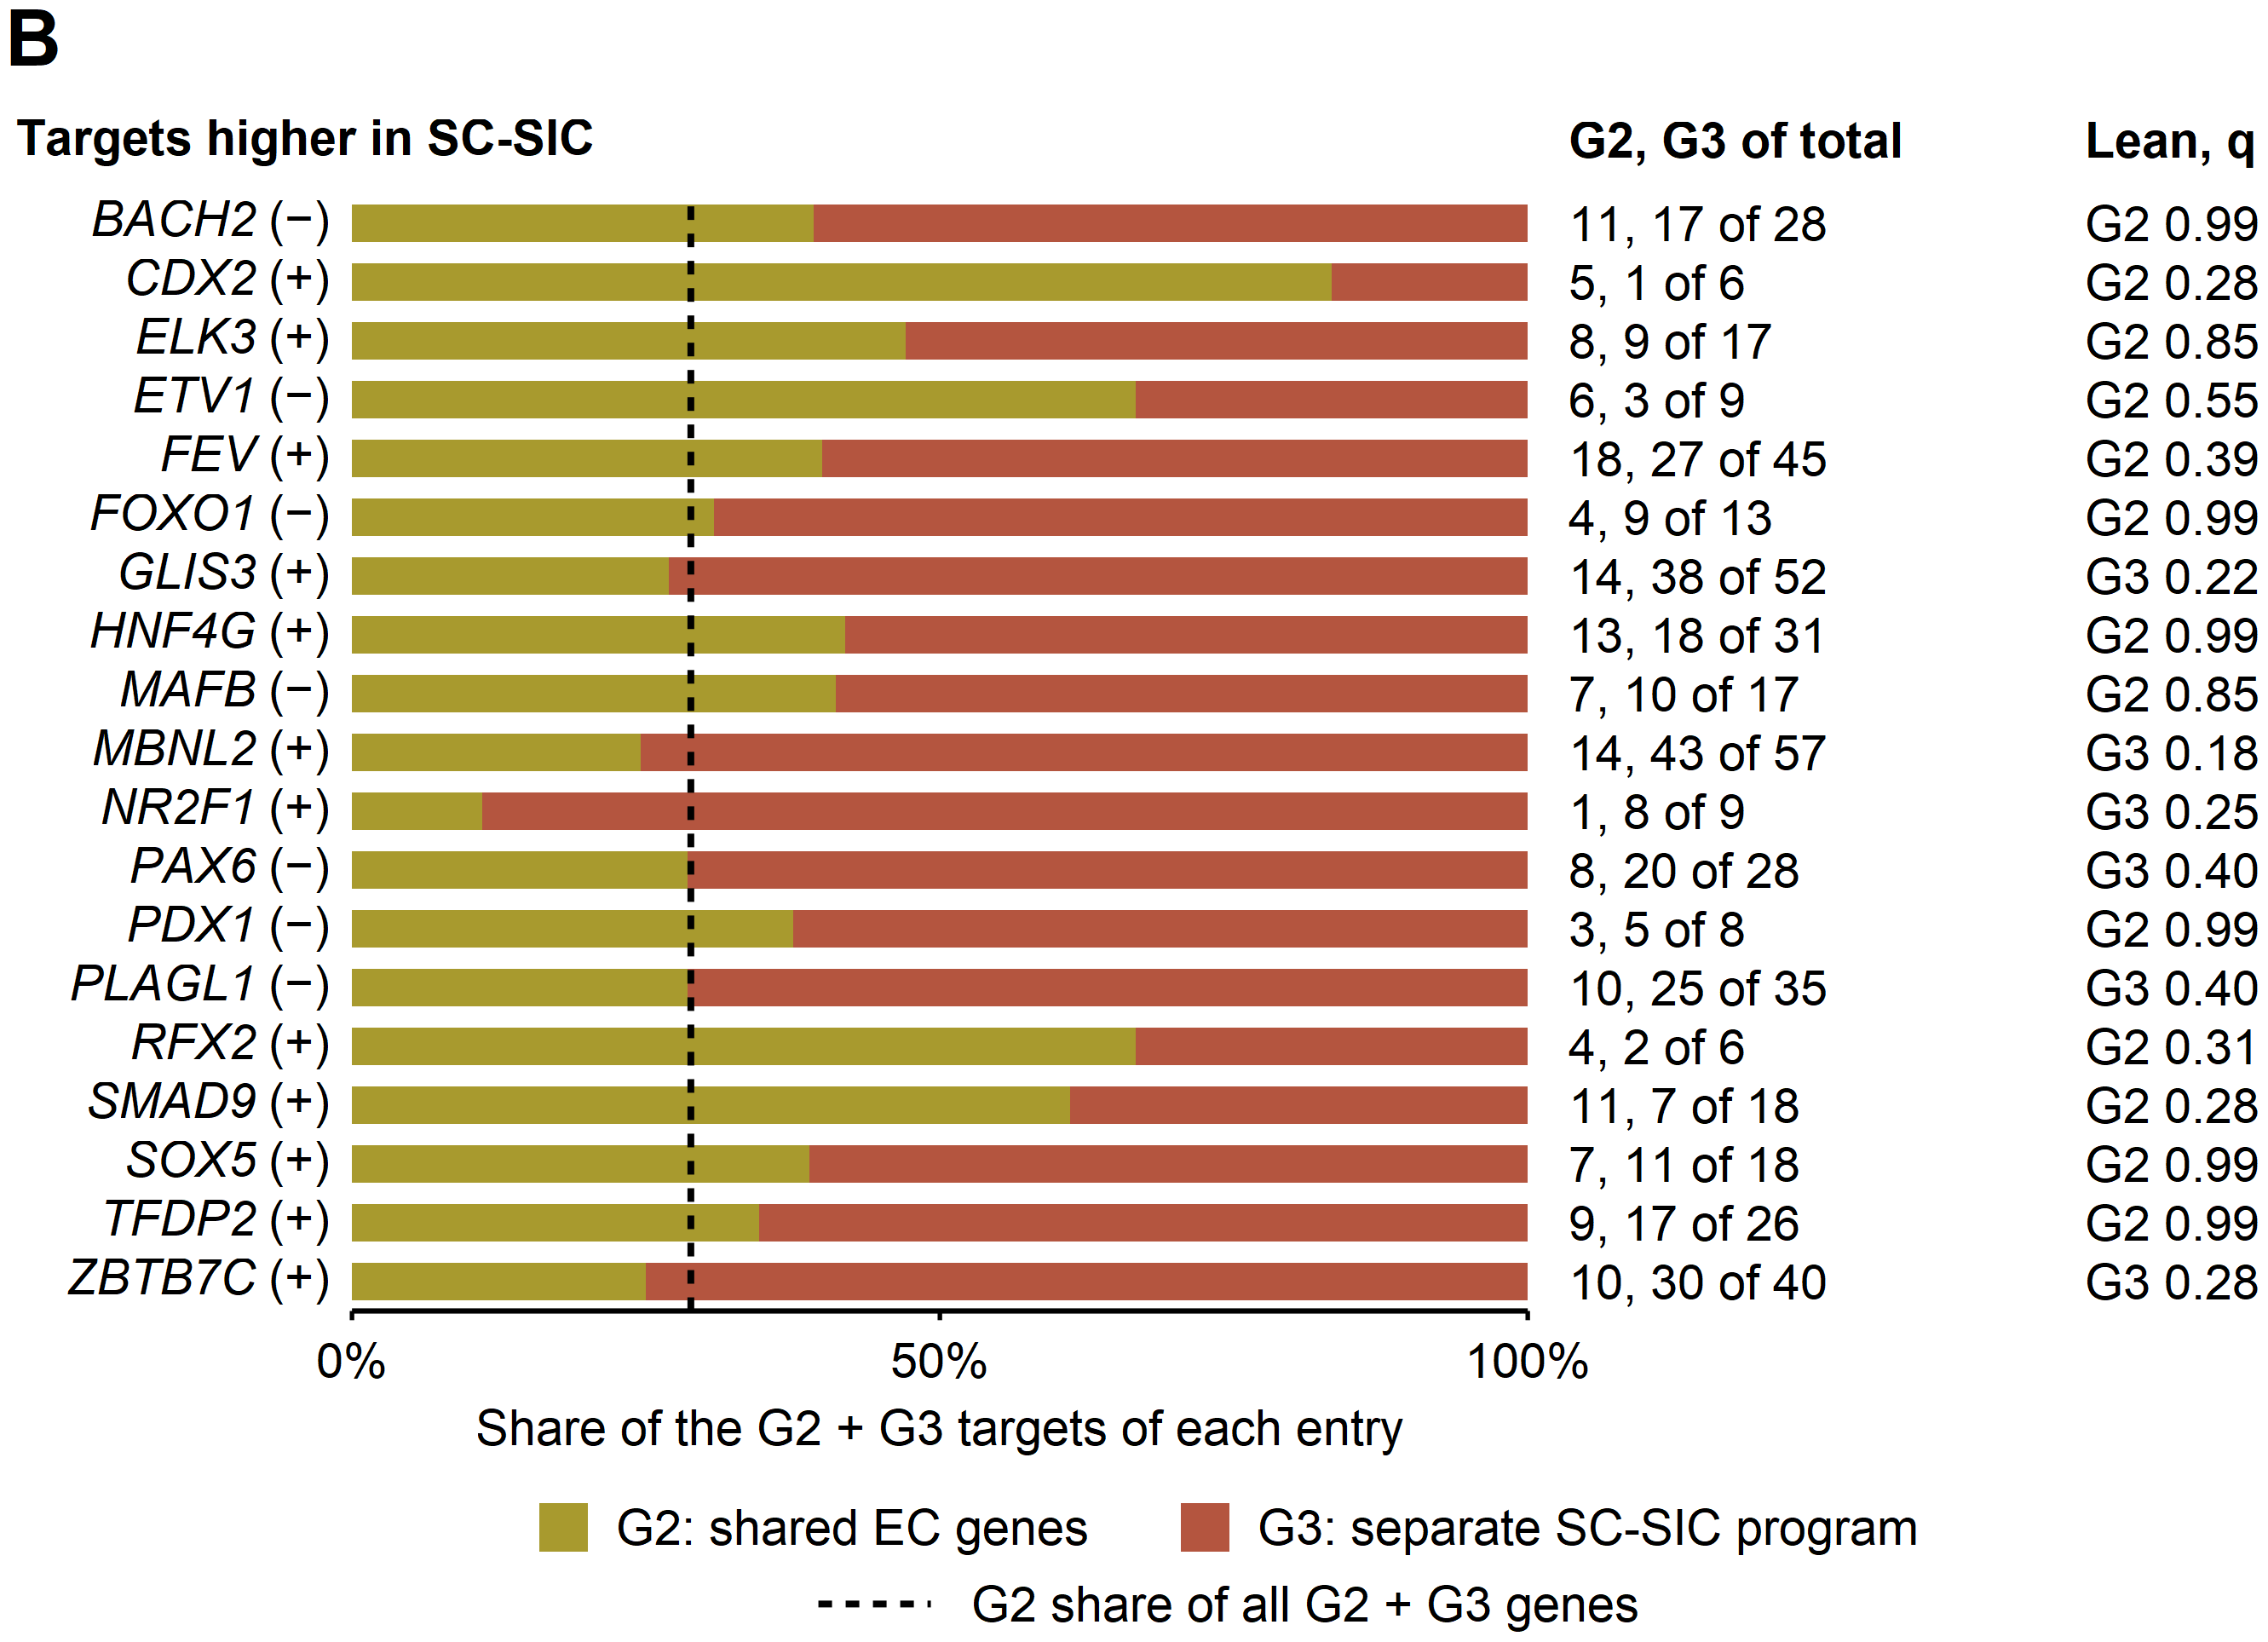 B
Targets higher in SC-SIC G2, G3 of total Lean, q
BACH2 (−) 11, 17 of 28 G2 0.99
CDX2 (+) 5, 1 of 6 G2 0.28
ELK3 (+) 8, 9 of 17 G2 0.85
ETV1 (−) 6, 3 of 9 G2 0.55
FEV (+) 18, 27 of 45 G2 0.39
FOXO1 (−) 4, 9 of 13 G2 0.99
GLIS3 (+) 14, 38 of 52 G3 0.22
HNF4G (+) 13, 18 of 31 G2 0.99
MAFB (−) 7, 10 of 17 G2 0.85
MBNL2 (+) 14, 43 of 57 G3 0.18
NR2F1 (+) 1, 8 of 9 G3 0.25
PAX6 (−) 8, 20 of 28 G3 0.40
PDX1 (−) 3, 5 of 8 G2 0.99
PLAGL1 (−) 10, 25 of 35 G3 0.40
RFX2 (+) 4, 2 of 6 G2 0.31
SMAD9 (+) 11, 7 of 18 G2 0.28
SOX5 (+) 7, 11 of 18 G2 0.99
TFDP2 (+) 9, 17 of 26 G2 0.99
ZBTB7C (+) 10, 30 of 40 G3 0.28
0% 50% 100%
Share of the G2 + G3 targets of each entry
G2: shared EC genes G3: separate SC-SIC program
G2 share of all G2 + G3 genes